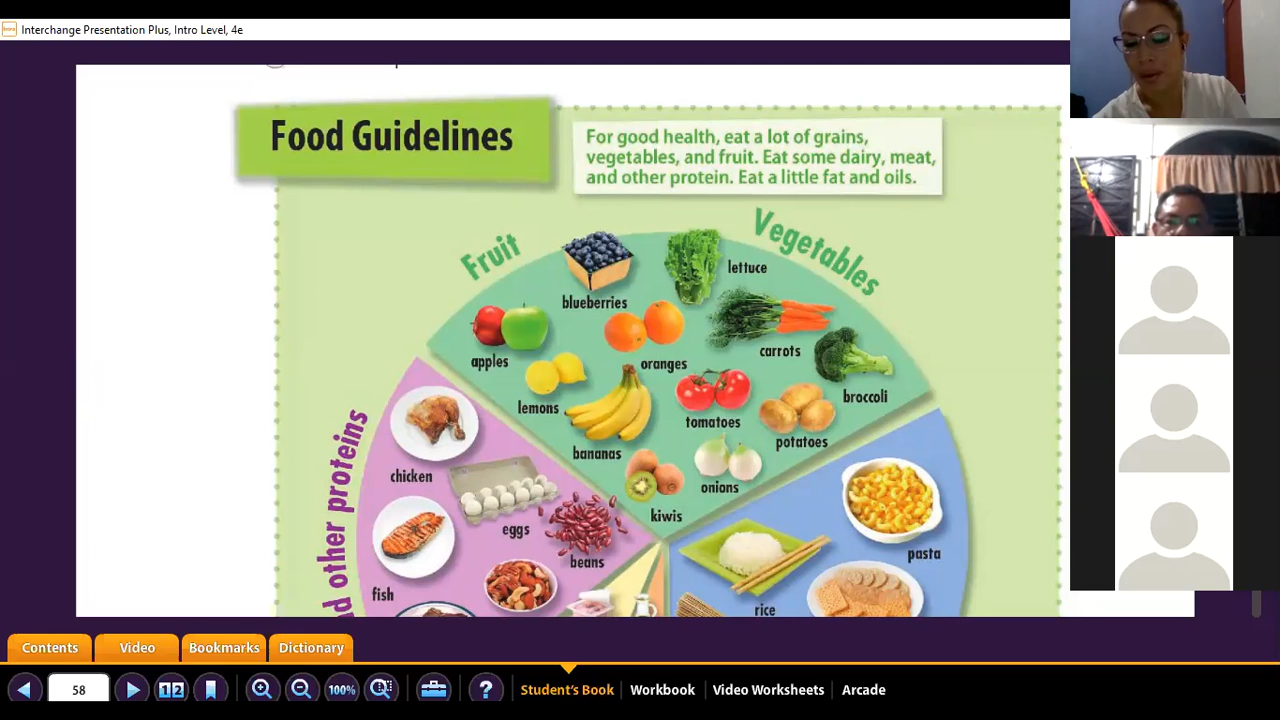 Interchange Presentation Plus, Intro Level, 4e
Food Guidelines
For good health, eat a lot of grains,
vegetables, and fruit. Eat some dairy, meat,
and other protein. Eat a little fat and oils.
Fruit
Vegetables
blueberries
lettuce
apples
oranges
carrots
lemons
broccoli
bananas
tomatoes
potatoes
onions
kiwis
other proteins
chicken
eggs
beans
fish
pasta
rice
Contents
Video
Bookmarks
Dictionary
58
1 2
100%
?
Student's Book
Workbook
Video Worksheets
Arcade